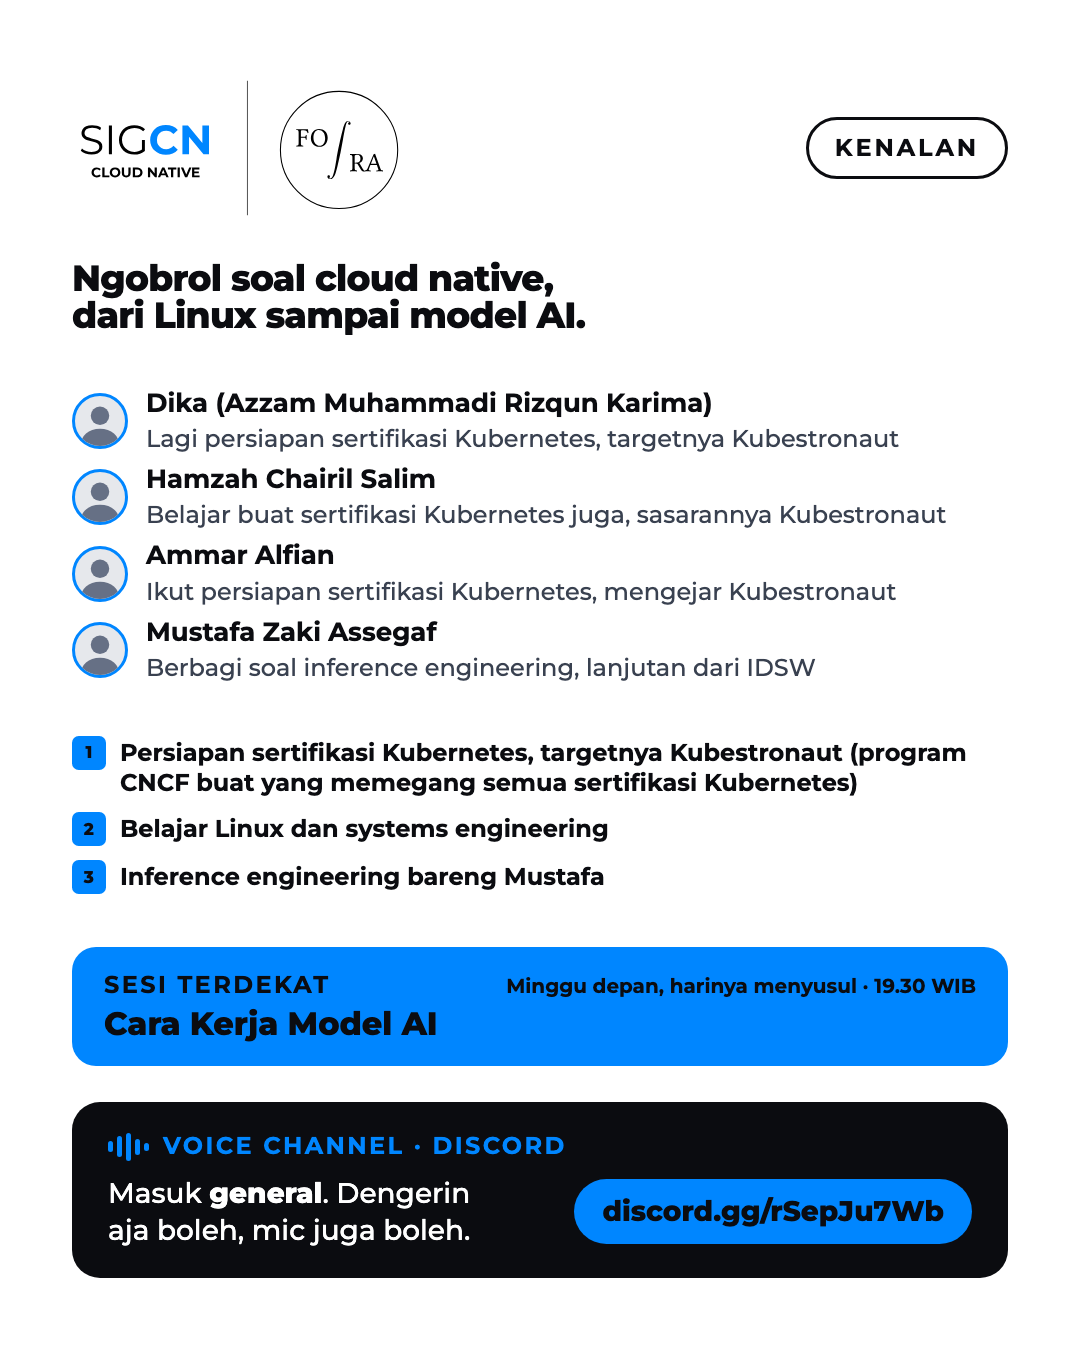 SIGCN
CLOUD NATIVE
FO
RA
KENALAN
Ngobrol soal cloud native,
dari Linux sampai model AI.
Dika (Azzam Muhammadi Rizqun Karima)
Lagi persiapan sertifikasi Kubernetes, targetnya Kubestronaut
Hamzah Chairil Salim
Belajar buat sertifikasi Kubernetes juga, sasarannya Kubestronaut
Ammar Alfian
Ikut persiapan sertifikasi Kubernetes, mengejar Kubestronaut
Mustafa Zaki Assegaf
Berbagi soal inference engineering, lanjutan dari IDSW
1 Persiapan sertifikasi Kubernetes, targetnya Kubestronaut (program
CNCF buat yang memegang semua sertifikasi Kubernetes)
2 Belajar Linux dan systems engineering
3 Inference engineering bareng Mustafa
SESI TERDEKAT
Minggu depan, harinya menyusul · 19.30 WIB
Cara Kerja Model AI
VOICE CHANNEL · DISCORD
Masuk general. Dengerin
aja boleh, mic juga boleh.
discord.gg/rSepJu7Wb